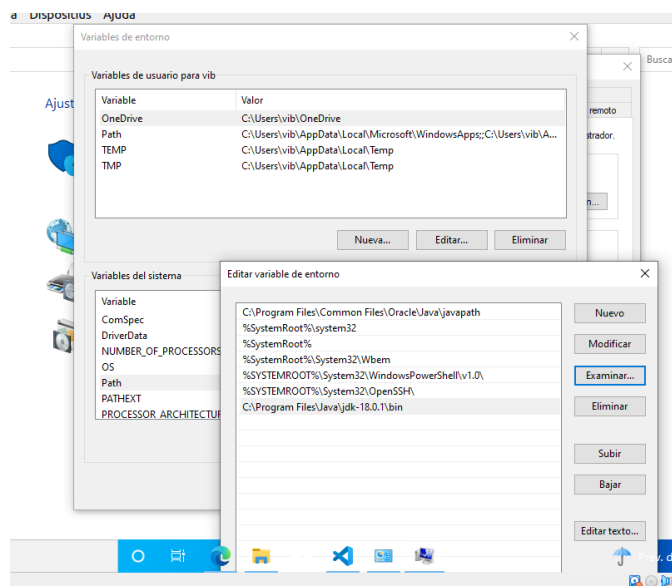 a Dispositius Ajuda
Variables de entorno
Busca
Variables de usuario para vib
Variable Valor
Ajust
OneDrive C:\Users\vib\OneDrive
remoto
Path C:\Users\vib\AppData\Local\Microsoft\WindowsApps;;C:\Users\vib\A...
strador.
TEMP C:\Users\vib\AppData\Local\Temp
TMP C:\Users\vib\AppData\Local\Temp
n...
Nueva... Editar... Eliminar
Variables del sistema
Variable
ComSpec
DriverData
NUMBER_OF_PROCESSORS
OS
Path
PATHEXT
PROCESSOR ARCHITECTUR
Editar variable de entorno
C:\Program Files\Common Files\Oracle\Java\javapath
%SystemRoot%\system32
%SystemRoot%
%SystemRoot%\System32\Wbem
%SYSTEMROOT%\System32\WindowsPowerShell\v1.0\
%SYSTEMROOT%\System32\OpenSSH\
C:\Program Files\Java\jdk-18.0.1\bin
Nuevo
Modificar
Examinar...
Eliminar
Subir
Bajar
Editar texto...
Prev. d